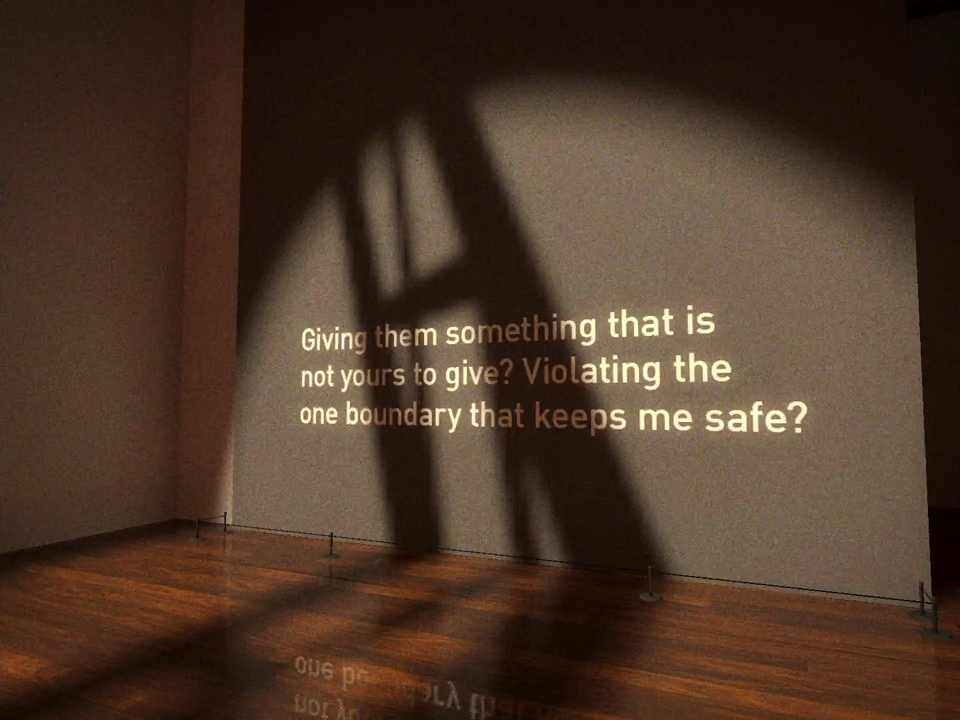 Giving them something that is
not yours to give? Violating the
one boundary that keeps me safe?